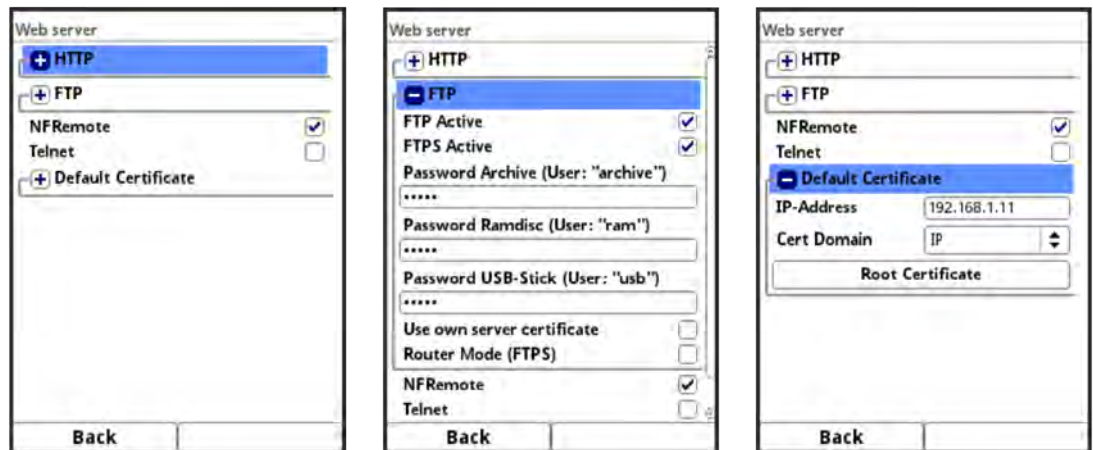 Web server
HTTP
FTP
NFRemote
Telnet
Default Certificate
Back
Web server
HTTP
FTP
FTP Active
FTPS Active
Password Archive (User: "archive")
•••••
Password Ramdisc (User: "ram")
•••••
Password USB-Stick (User: "usb")
•••••
Use own server certificate
Router Mode (FTPS)
NFRemote
Telnet
Back
Web server
HTTP
FTP
NFRemote
Telnet
Default Certificate
IP-Address 192.168.1.11
Cert Domain IP
Root Certificate
Back